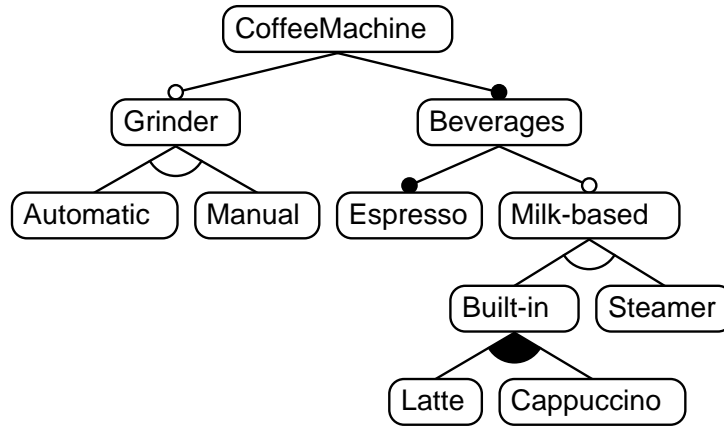 CoffeeMachine
Grinder
Beverages
Automatic
Manual
Espresso
Milk-based
Built-in
Steamer
Latte
Cappuccino